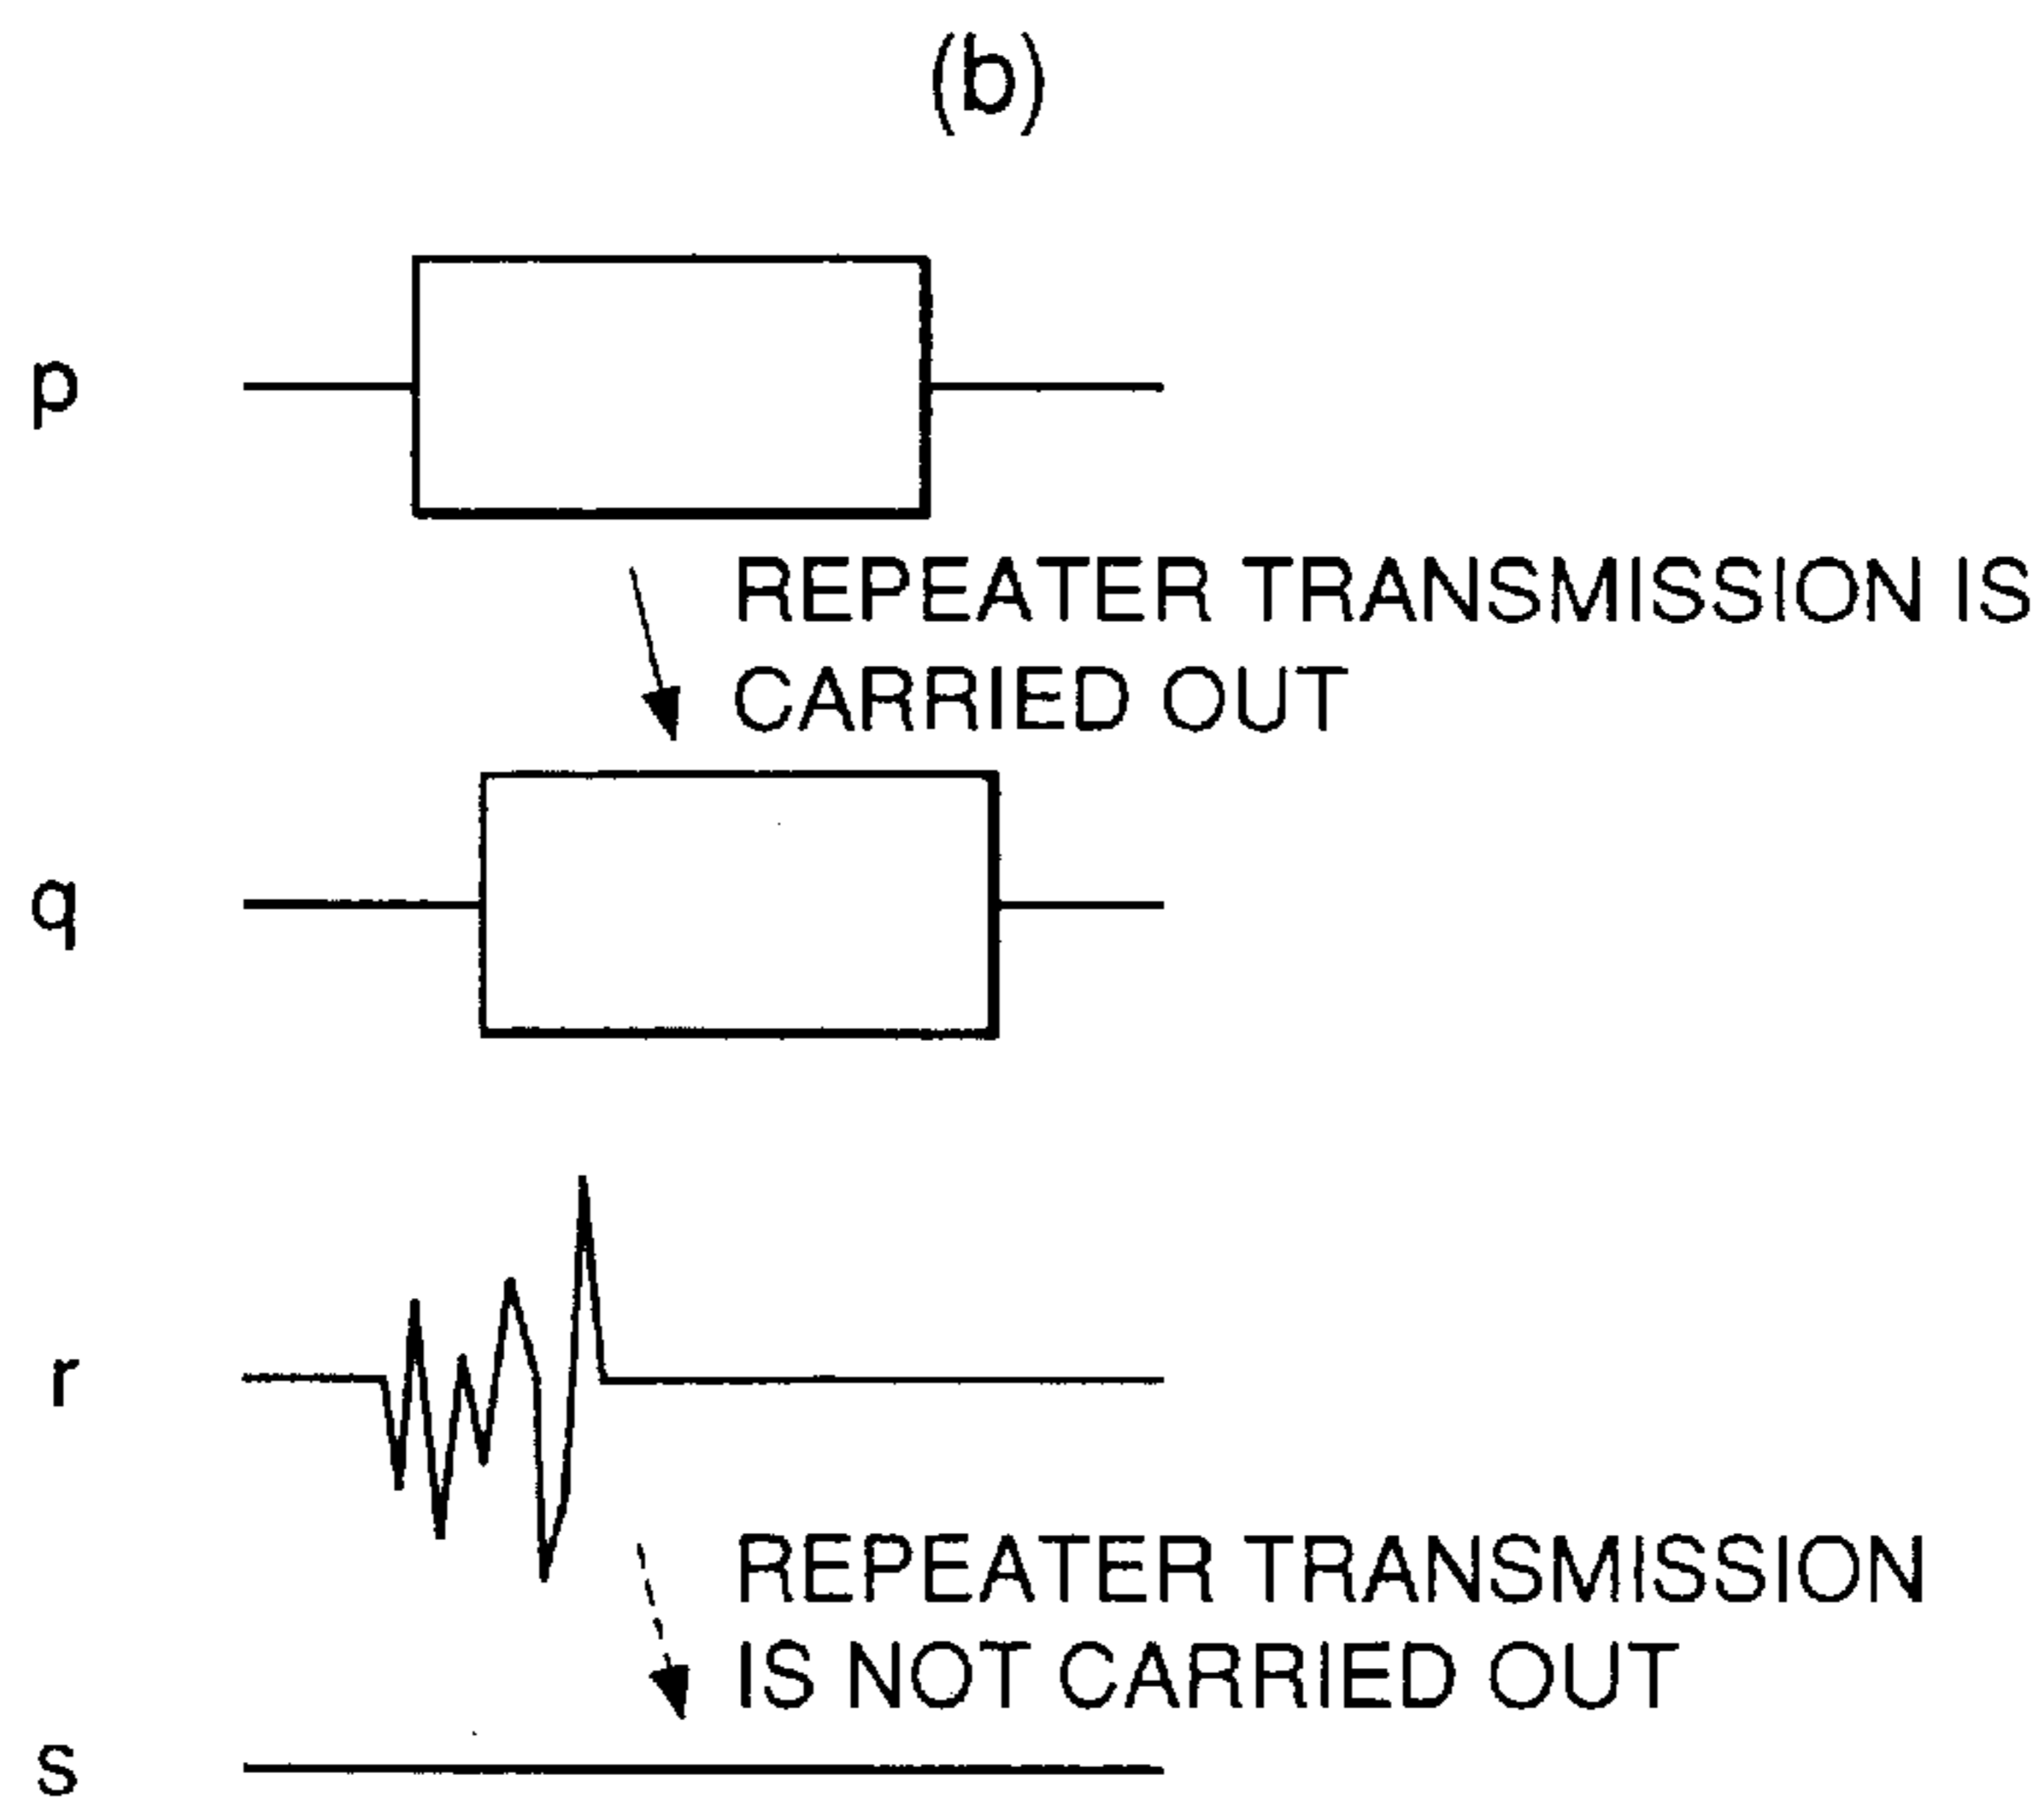 (b)
p
REPEATER TRANSMISSION IS
CARRIED OUT
q
r
REPEATER TRANSMISSION
IS NOT CARRIED OUT
s